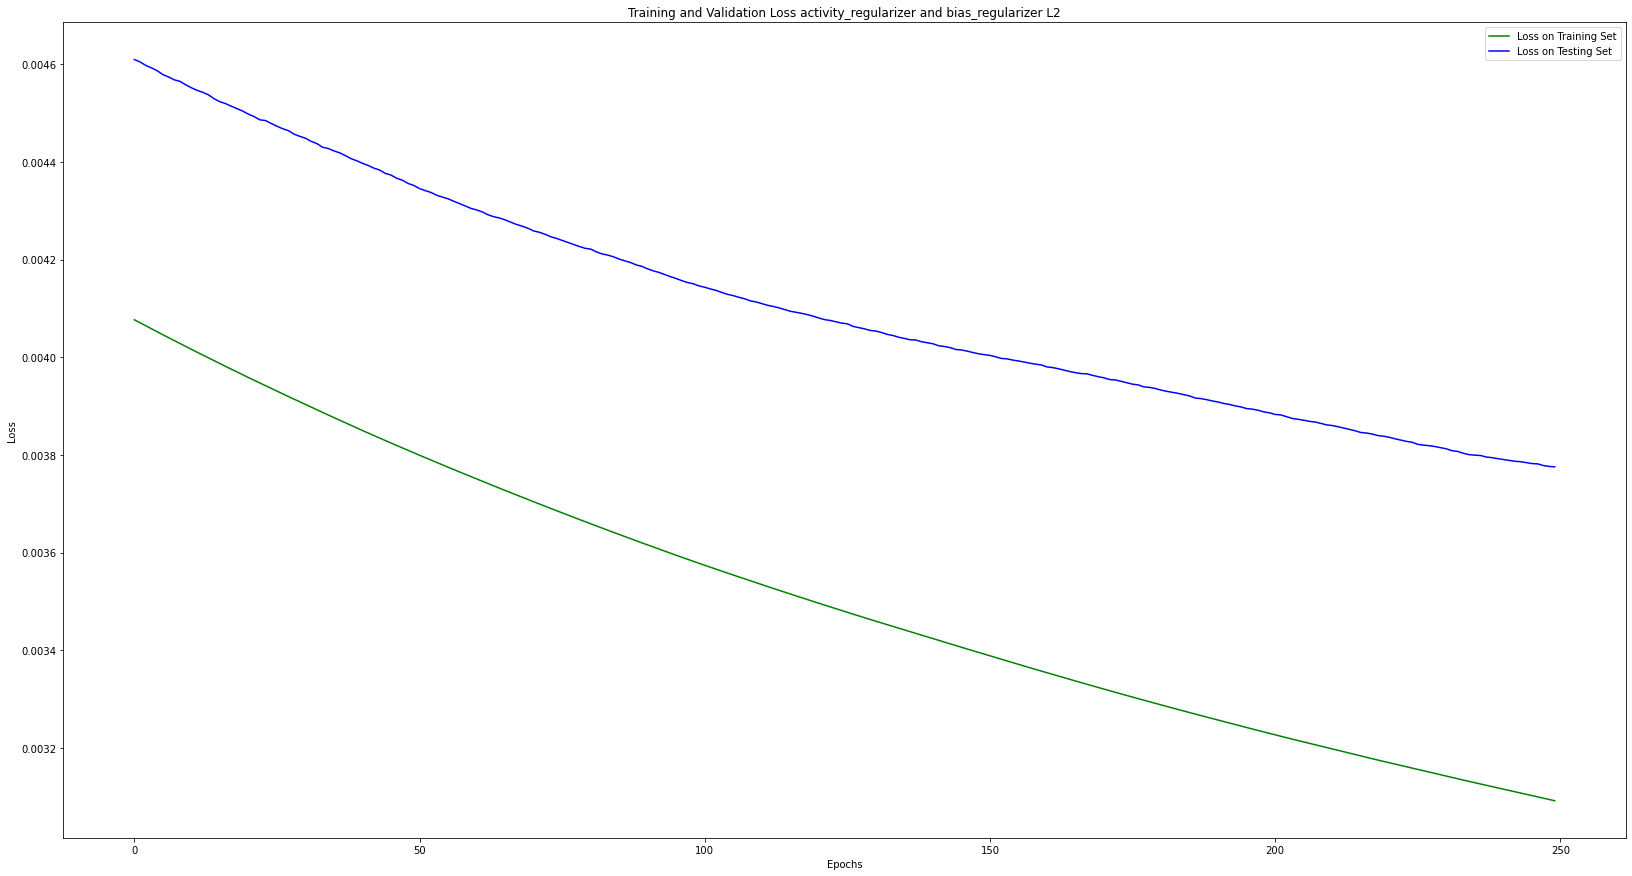 Training and Validation Loss activity_regularizer and bias_regularizer L2
Loss on Training Set
Loss on Testing Set
0.0046
0.0044
0.0042
0.0040
0.0038
0.0036
0.0034
0.0032
Loss
0 50 100 150 200 250
Epochs